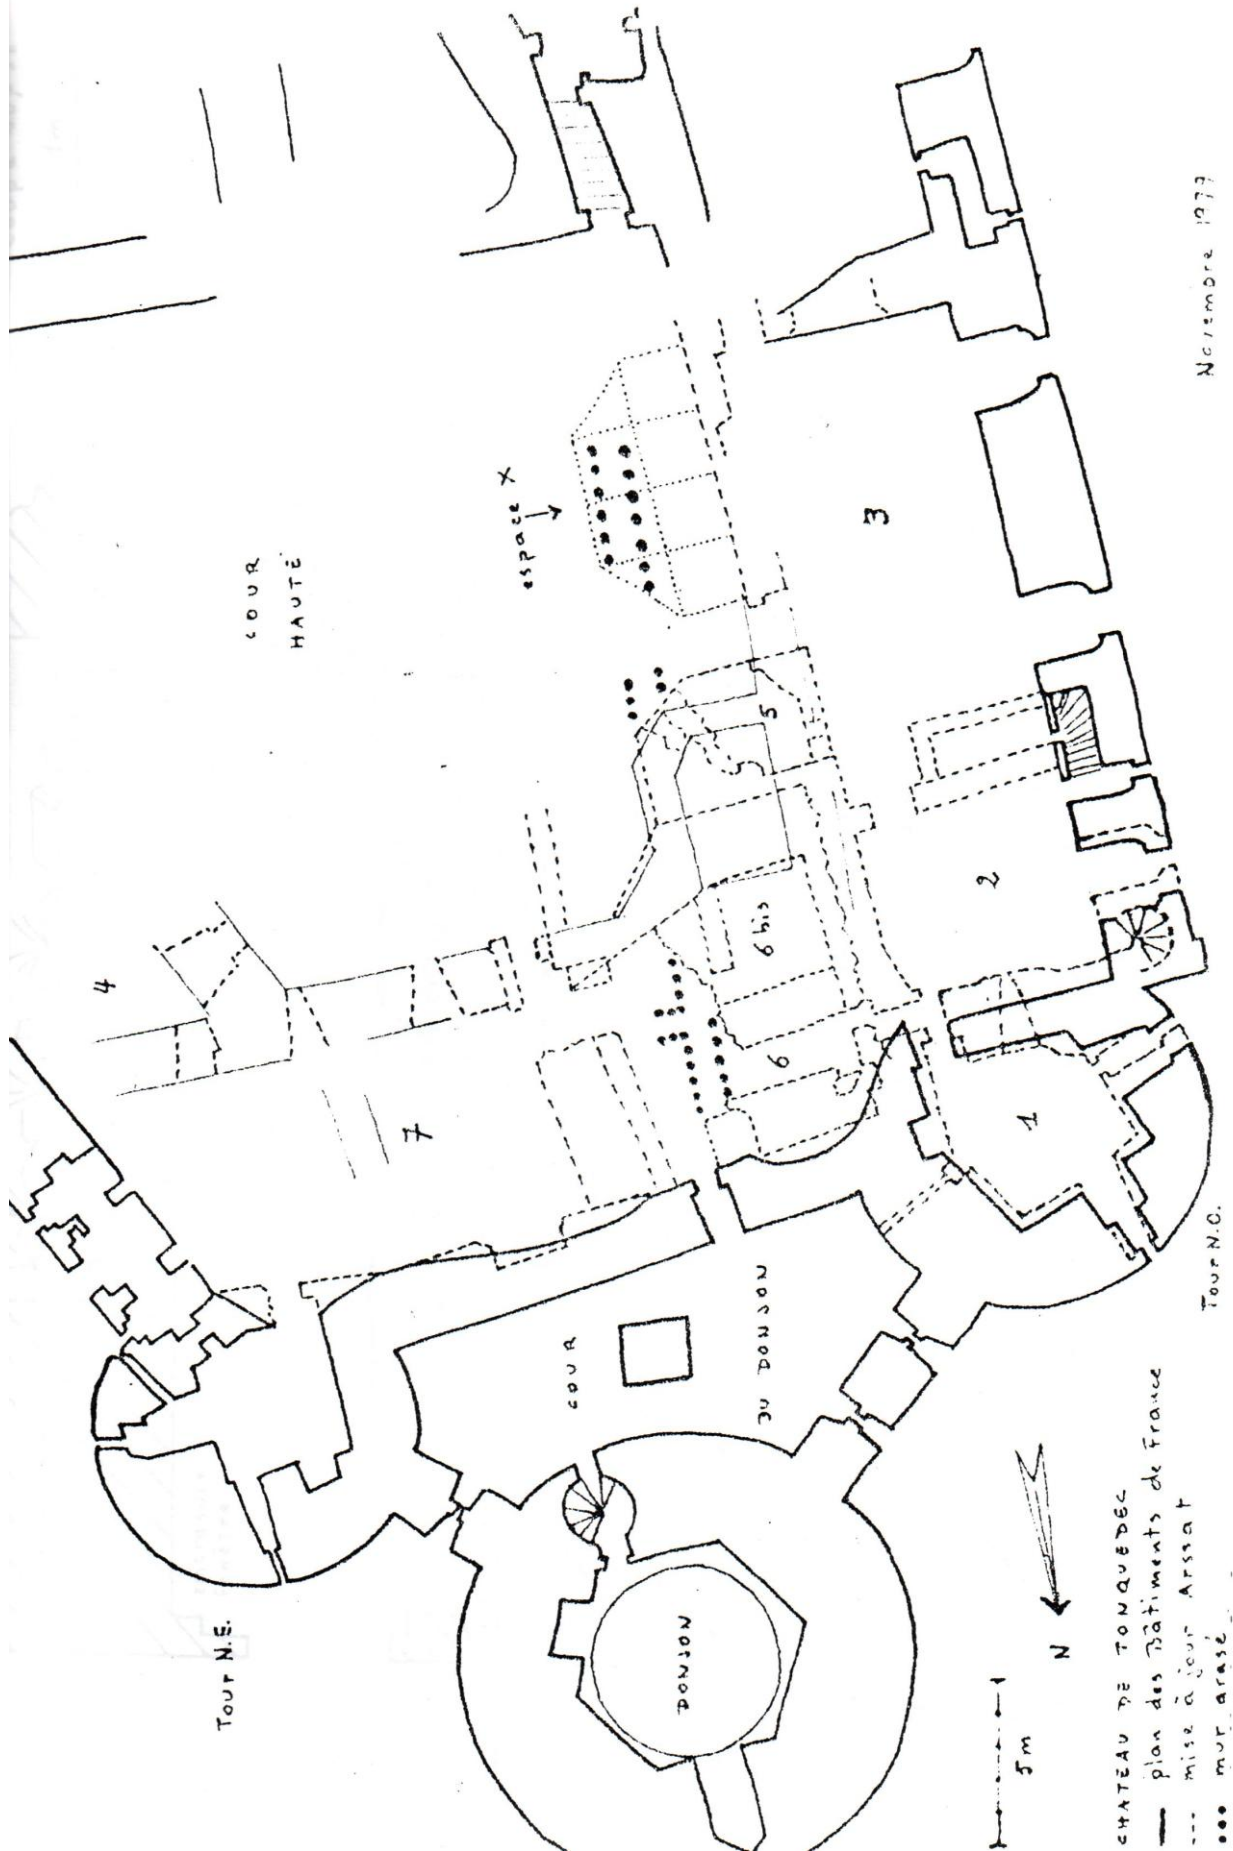 4
COUR
HAUTE
espace X
7
5
3
6 bis
6
2
1
Novembre 1977
Tour N.E.
COUR
DU DONJON
DONJON
Tour N.O.
N
5m
CHATEAU DE TONQUEDEC
plan des Bâtiments de France
mise à jour Arssat
mur arasé